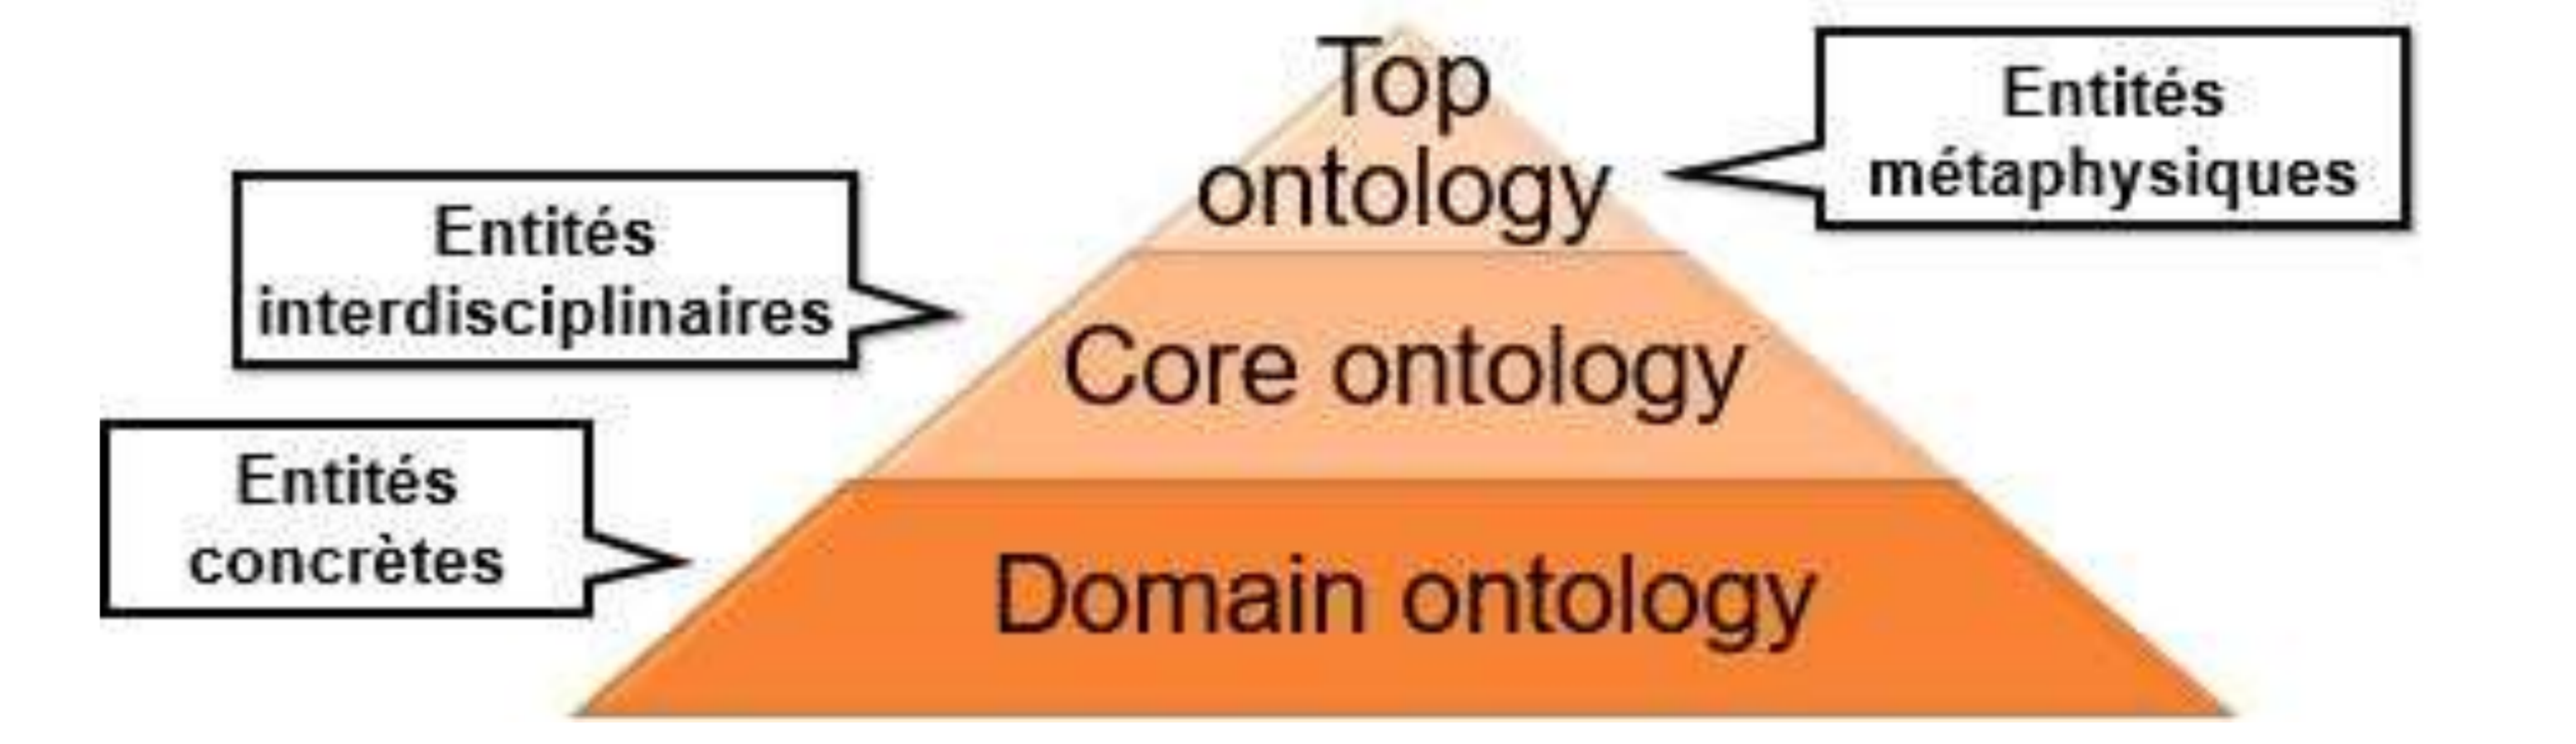 Top
ontology
Entités
métaphysiques
Entités
interdisciplinaires
Core ontology
Entités
concrètes
Domain ontology